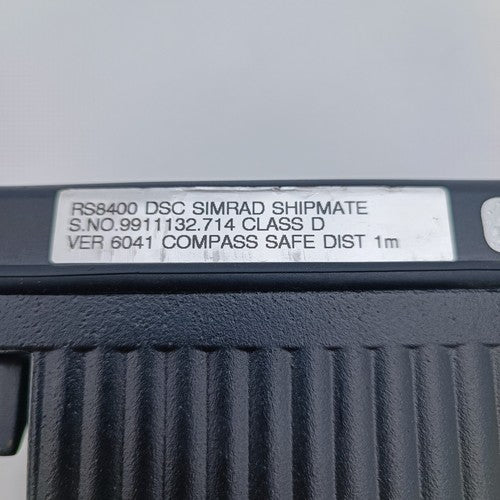 RS8400 DSC SIMRAD SHIPMATE
S.NO.9911132.714 CLASS D
VER 6041 COMPASS SAFE DIST 1m